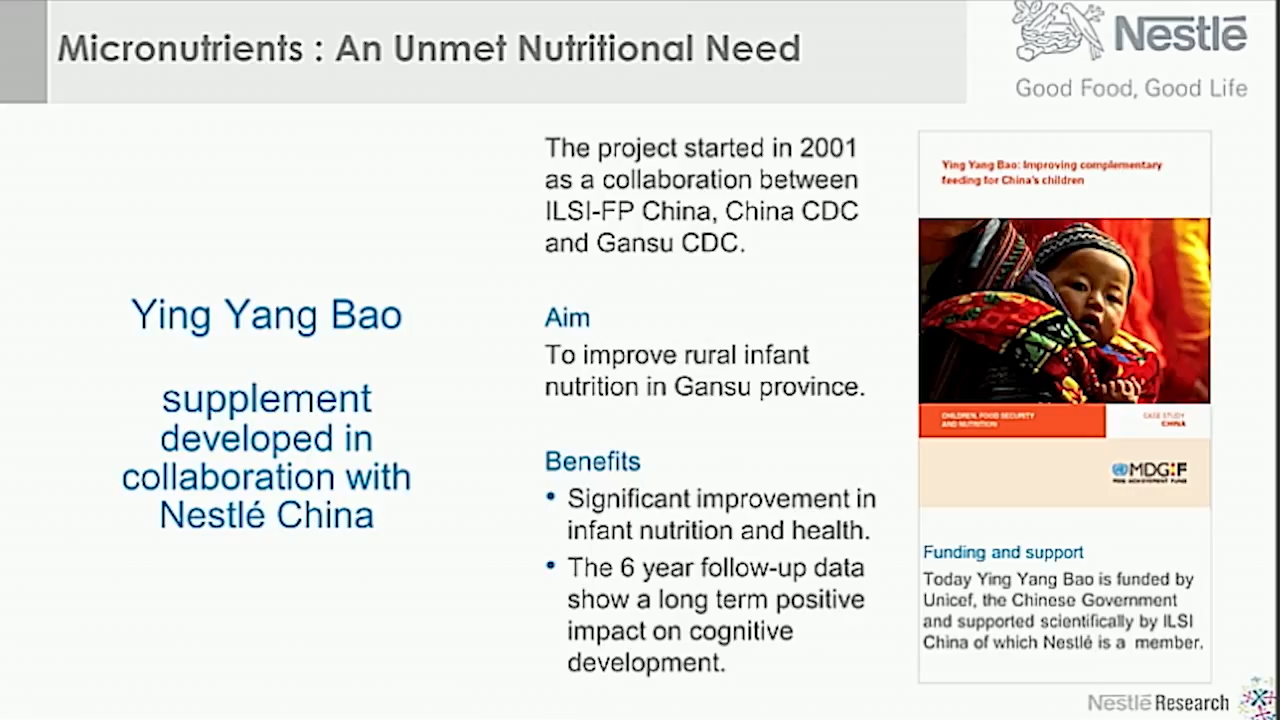 Micronutrients : An Unmet Nutritional Need
Nestlé
Good Food, Good Life
Ying Yang Bao
supplement
developed in
collaboration with
Nestlé China
The project started in 2001
as a collaboration between
ILSI-FP China, China CDC
and Gansu CDC.
Aim
To improve rural infant
nutrition in Gansu province.
Benefits
• Significant improvement in
infant nutrition and health.
• The 6 year follow-up data
show a long term positive
impact on cognitive
development.
Ying Yang Bao: Improving complementary
feeding for China's children
CHILDREN, FOOD SECURITY
AND NUTRITION
CASE STUDY
CHINA
MDG:F
MDG ACHIEVEMENT FUND
Funding and support
Today Ying Yang Bao is funded by
Unicef, the Chinese Government
and supported scientifically by ILSI
China of which Nestlé is a member.
Nestlé Research